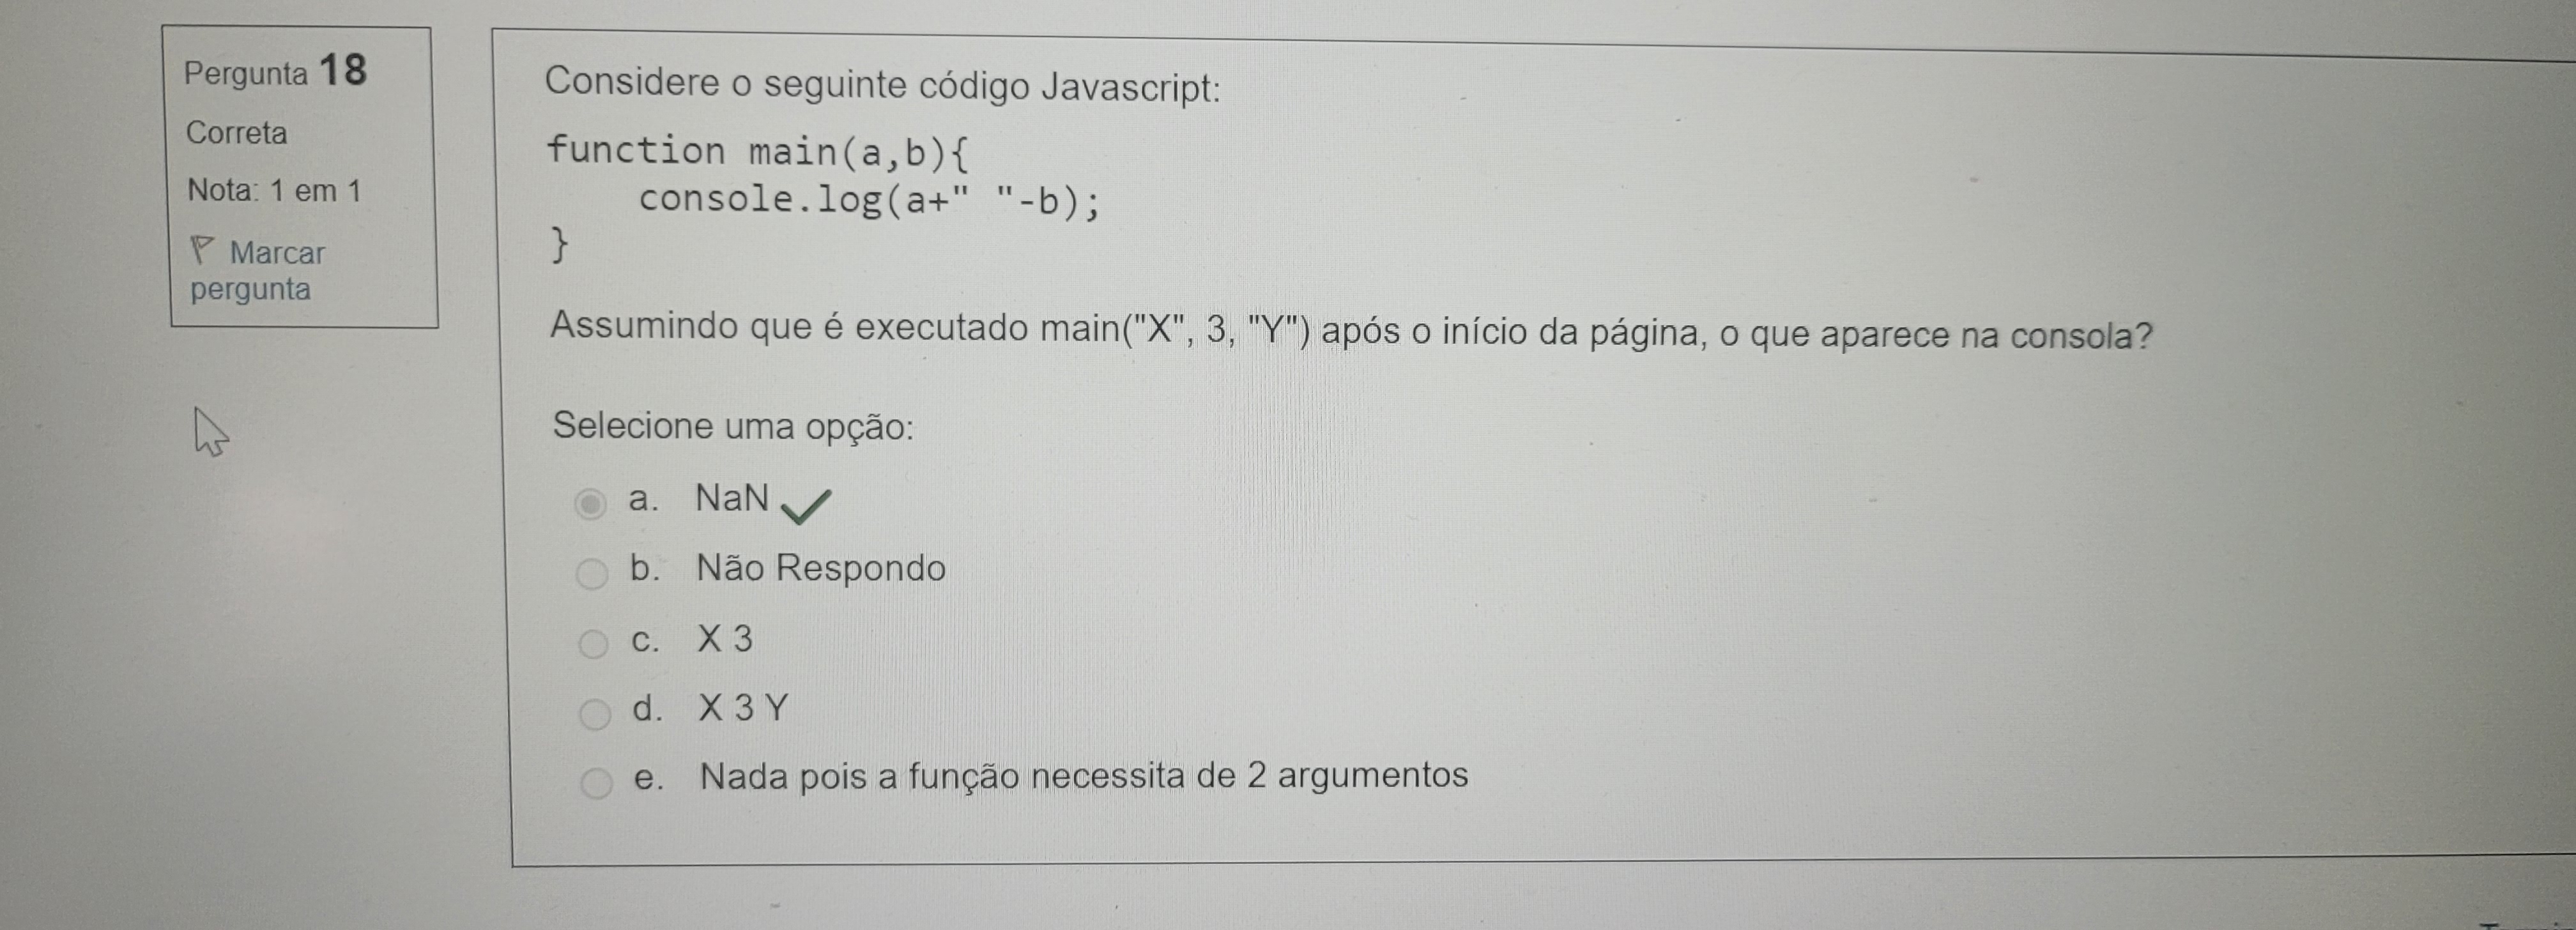 Pergunta 18
Correta
Nota: 1 em 1
Marcar
pergunta
Considere o seguinte código Javascript:
function main(a,b){
    console.log(a+" "-b);
}
Assumindo que é executado main("X", 3, "Y") após o início da página, o que aparece na consola?
Selecione uma opção:
a. NaN
b. Não Respondo
c. X 3
d. X 3 Y
e. Nada pois a função necessita de 2 argumentos